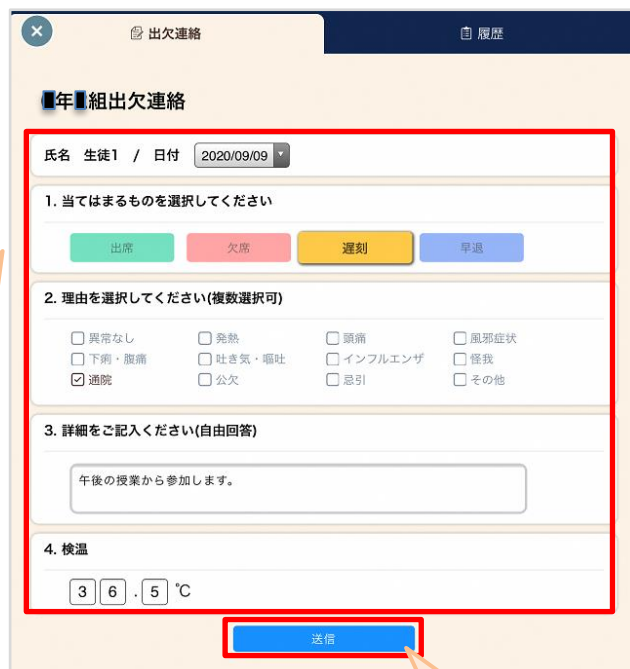 出欠連絡
履歴
年 組出欠連絡
氏名 生徒1 / 日付 2020/09/09
1. 当てはまるものを選択してください
出席 欠席 遅刻 早退
2. 理由を選択してください(複数選択可)
異常なし 発熱 頭痛 風邪症状
下痢・腹痛 吐き気・嘔吐 インフルエンザ 怪我
通院 公欠 忌引 その他
3. 詳細をご記入ください(自由回答)
午後の授業から参加します。
4. 検温
36.5 ℃
送信